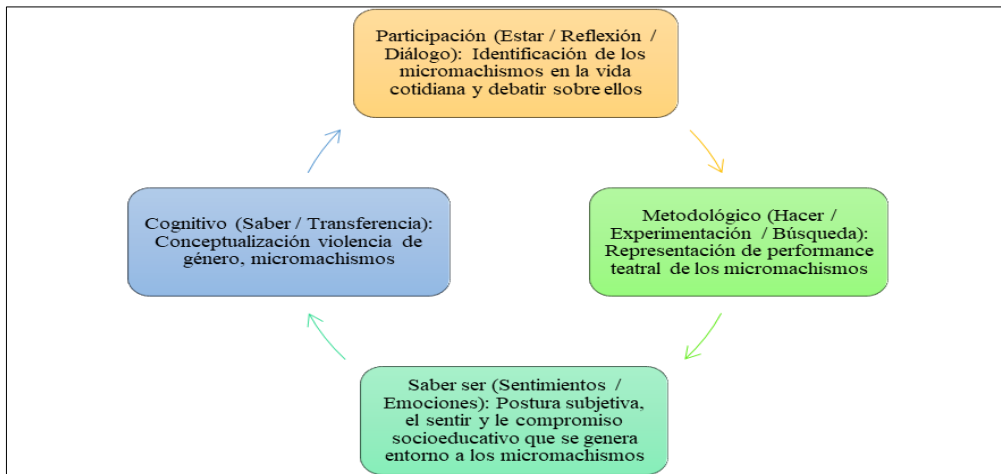 Participación (Estar / Reflexión /
Diálogo): Identificación de los
micromachismos en la vida
cotidiana y debatir sobre ellos
Cognitivo (Saber / Transferencia):
Conceptualización violencia de
género, micromachismos
Metodológico (Hacer /
Experimentación / Búsqueda):
Representación de performance
teatral de los micromachismos
Saber ser (Sentimientos /
Emociones): Postura subjetiva,
el sentir y le compromiso
socioeducativo que se genera
entorno a los micromachismos